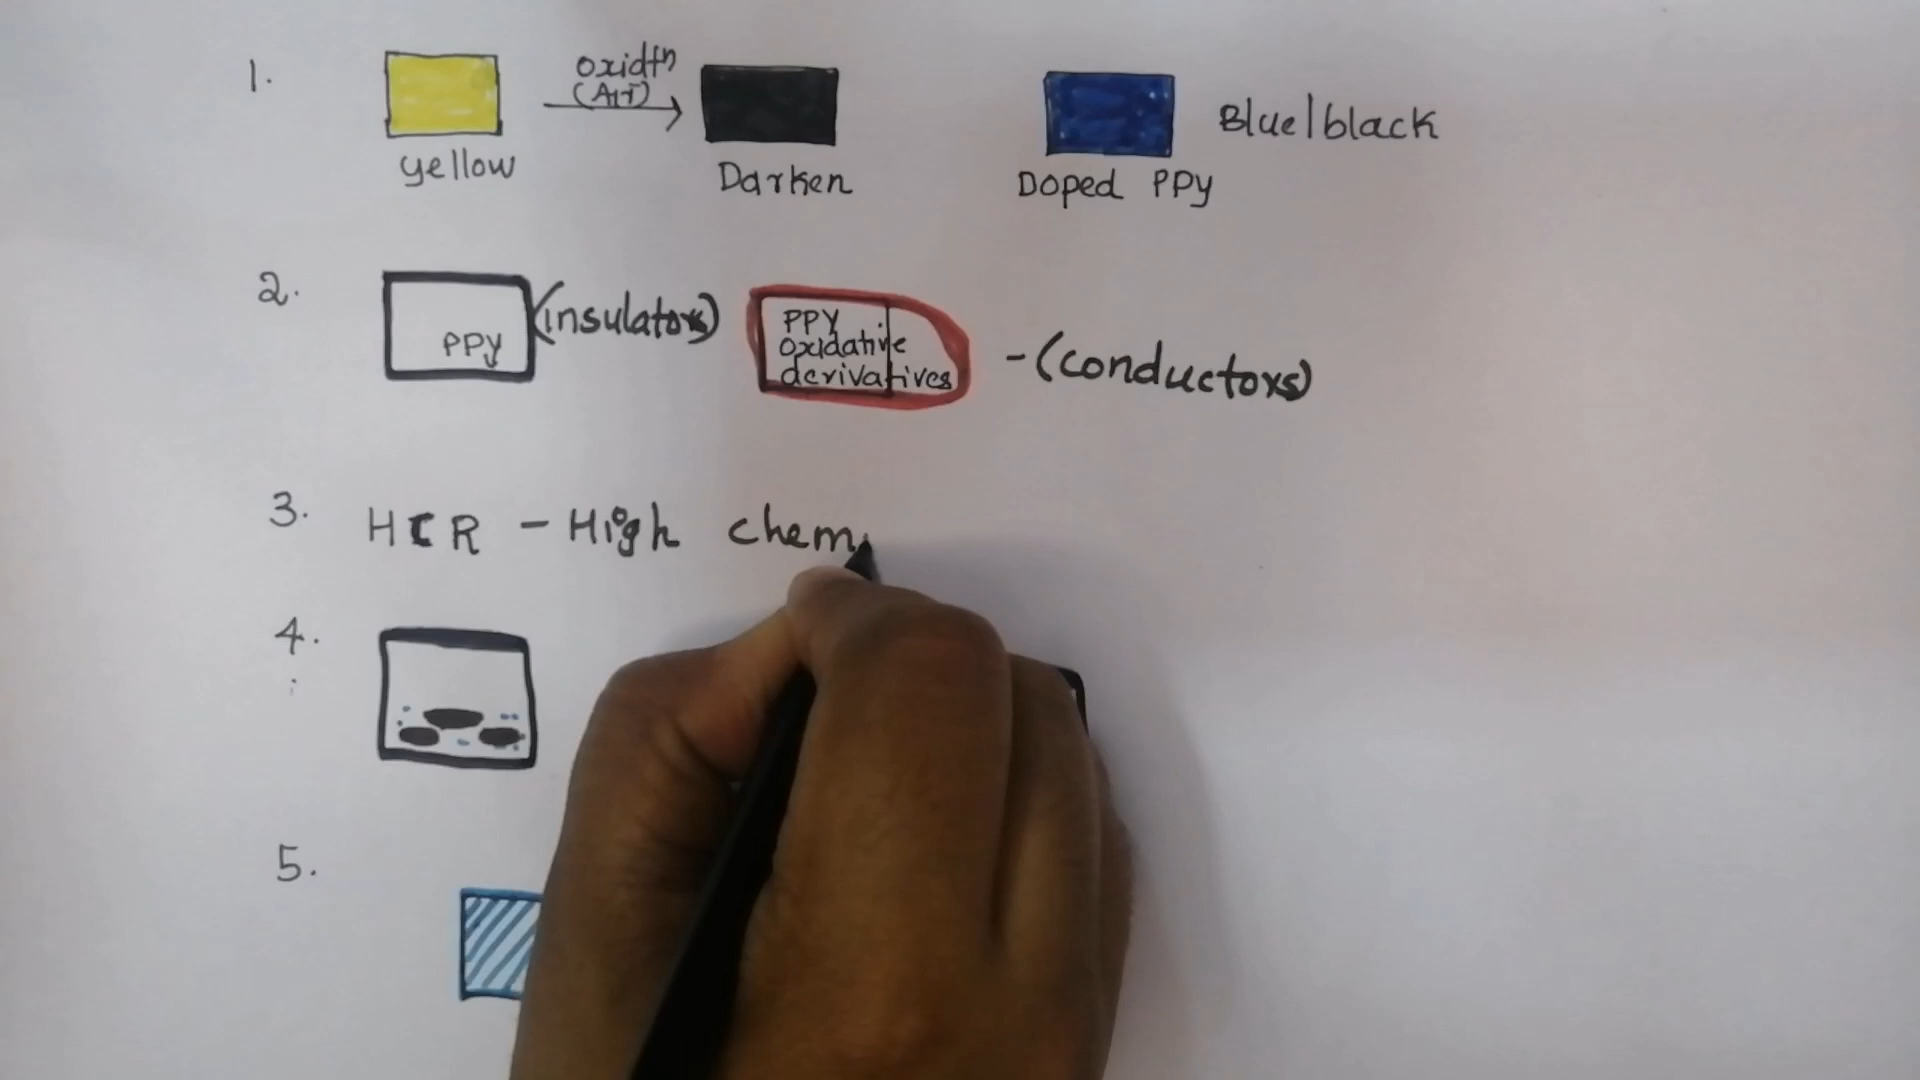 1.
oxidtn
(Air)
yellow
Darken
Doped PPy
Blue/black
2.
PPy
(insulators)
PPY
oxidative
derivatives
-(conductors)
3. HCR - High chem
4.
5.